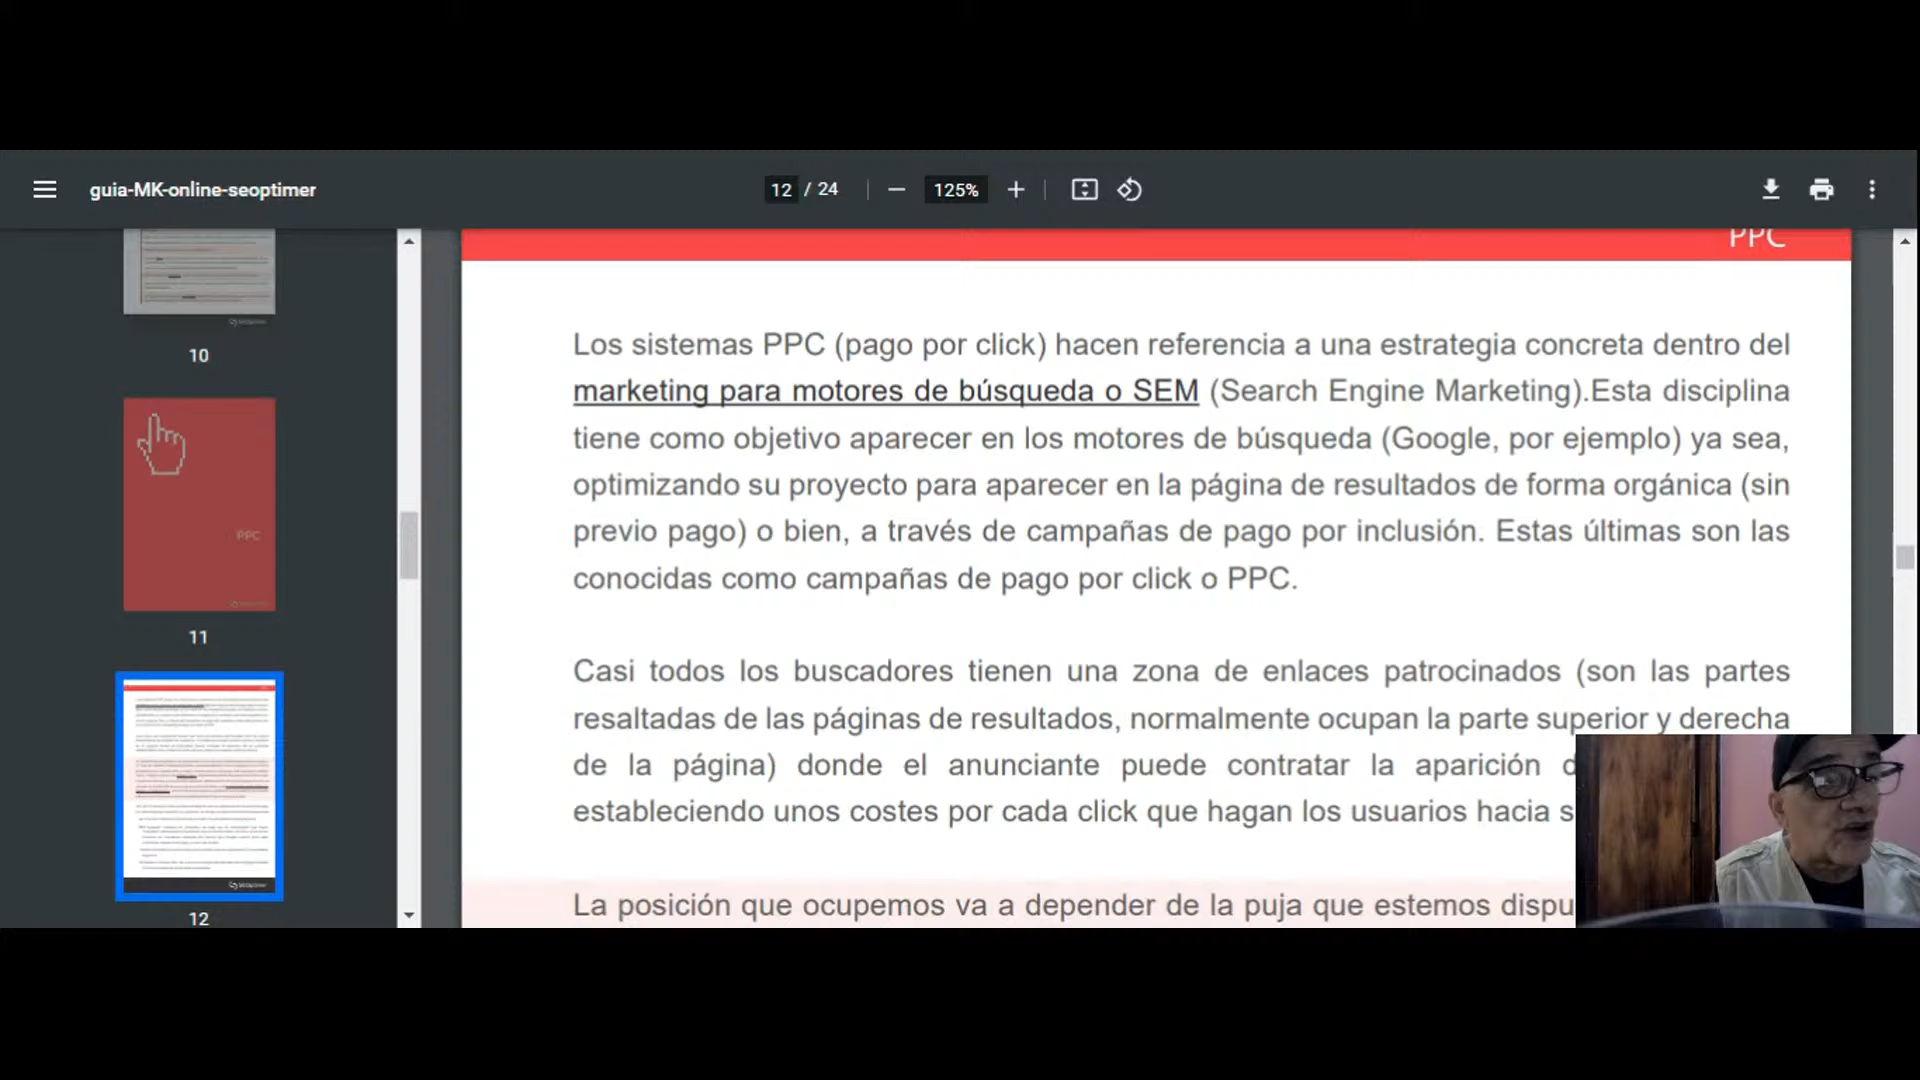 guia-MK-online-seoptimer
12 / 24
125%
10
PPC
11
12
PPC
Los sistemas PPC (pago por click) hacen referencia a una estrategia concreta dentro del
marketing para motores de búsqueda o SEM (Search Engine Marketing).Esta disciplina
tiene como objetivo aparecer en los motores de búsqueda (Google, por ejemplo) ya sea,
optimizando su proyecto para aparecer en la página de resultados de forma orgánica (sin
previo pago) o bien, a través de campañas de pago por inclusión. Estas últimas son las
conocidas como campañas de pago por click o PPC.
Casi todos los buscadores tienen una zona de enlaces patrocinados (son las partes
resaltadas de las páginas de resultados, normalmente ocupan la parte superior y derecha
de la página) donde el anunciante puede contratar la aparición
estableciendo unos costes por cada click que hagan los usuarios hacia
La posición que ocupemos va a depender de la puja que estemos